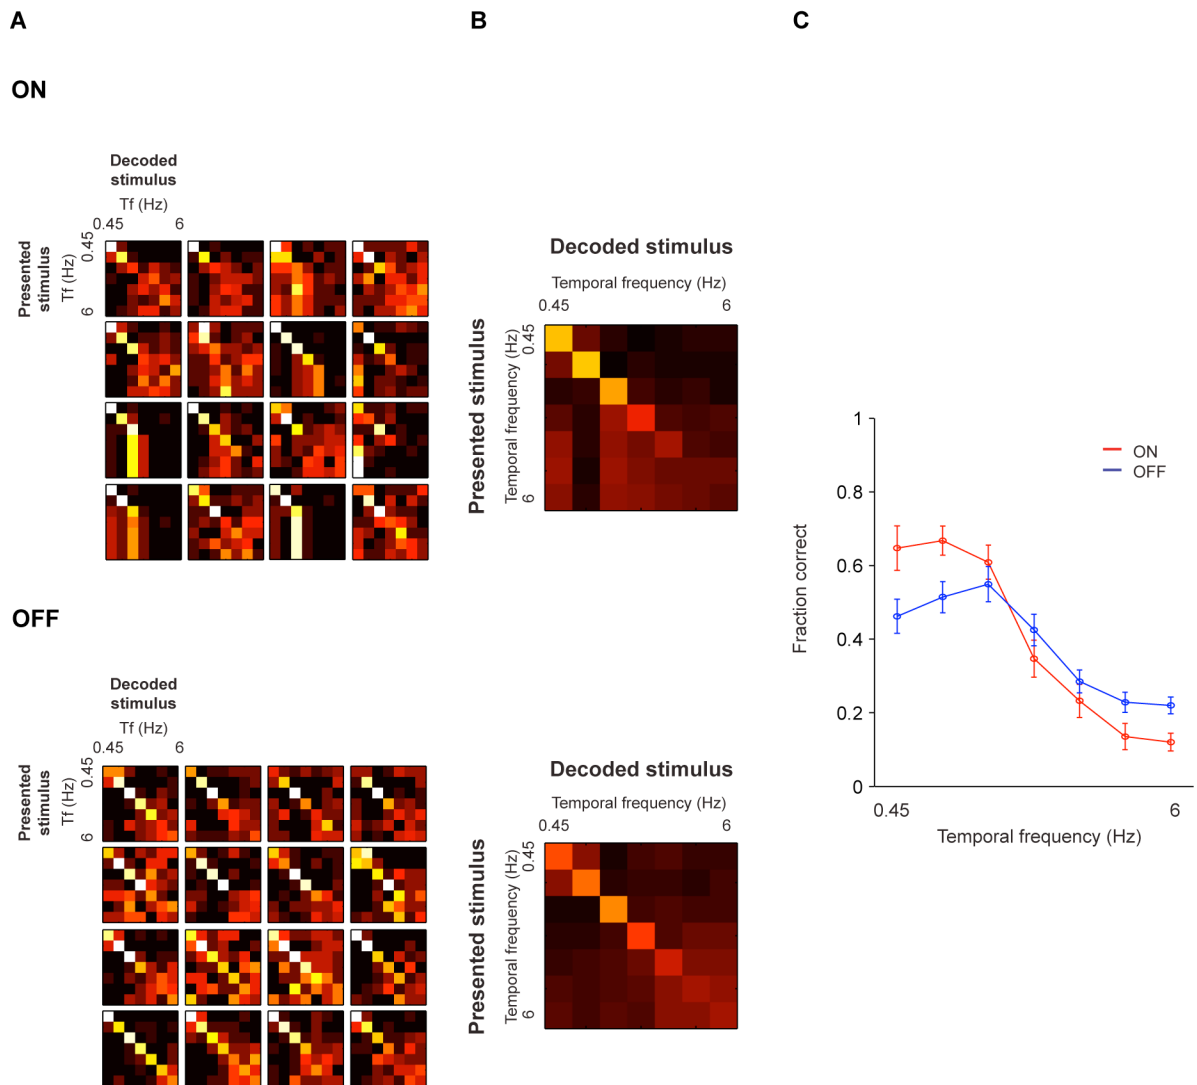 A
B
C
ON
Decoded
stimulus
Tf (Hz)
0.45
6
Presented
stimulus
Tf (Hz)
0.45
6
Decoded stimulus
Temporal frequency (Hz)
0.45
6
Presented stimulus
Temporal frequency (Hz)
0.45
6
1
0.8
0.6
0.4
0.2
0
Fraction correct
ON
OFF
0.45
6
Temporal frequency (Hz)
OFF
Decoded
stimulus
Tf (Hz)
0.45
6
Presented
stimulus
Tf (Hz)
0.45
6
Decoded stimulus
Temporal frequency (Hz)
0.45
6
Presented stimulus
Temporal frequency (Hz)
0.45
6